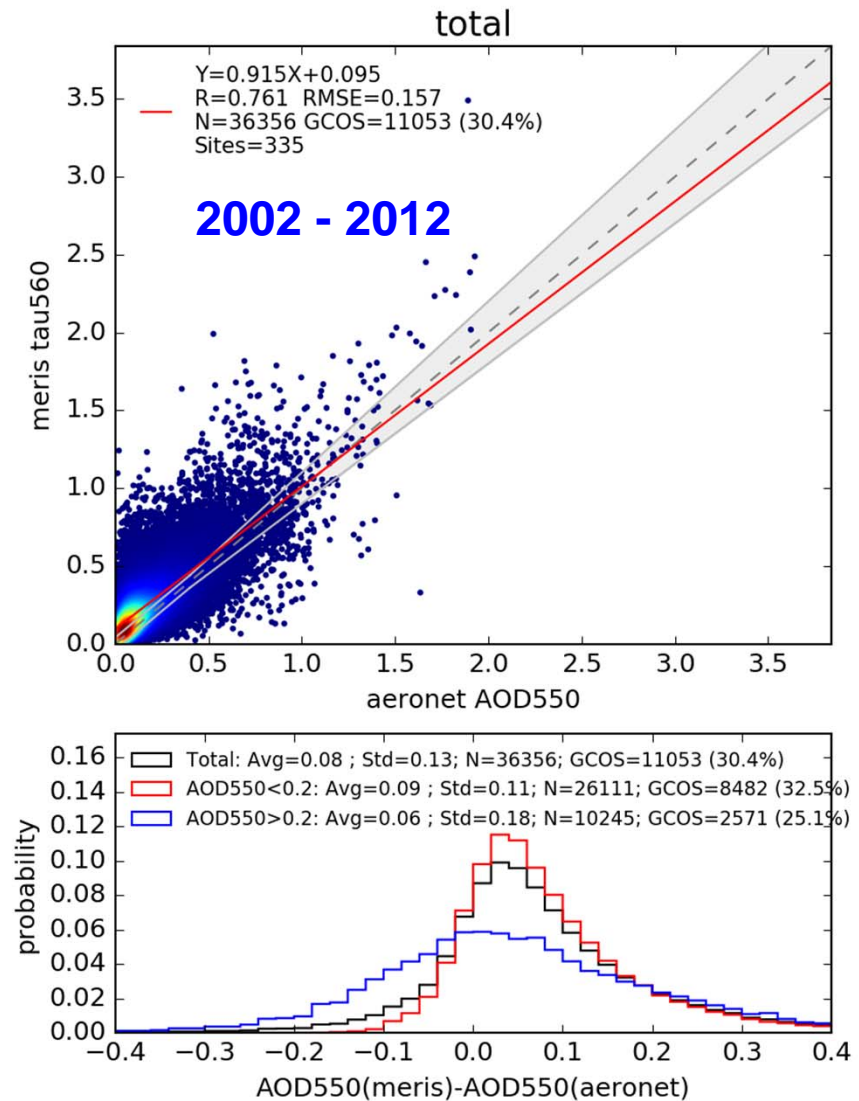 total
Y=0.915X+0.095
R=0.761 RMSE=0.157
N=36356 GCOS=11053 (30.4%)
Sites=335
2002 - 2012
meris tau560
3.5
3.0
2.5
2.0
1.5
1.0
0.5
0.0
0.0 0.5 1.0 1.5 2.0 2.5 3.0 3.5
aeronet AOD550
Total: Avg=0.08 ; Std=0.13; N=36356; GCOS=11053 (30.4%)
AOD550<0.2: Avg=0.09 ; Std=0.11; N=26111; GCOS=8482 (32.5%)
AOD550>0.2: Avg=0.06 ; Std=0.18; N=10245; GCOS=2571 (25.1%)
probability
0.16
0.14
0.12
0.10
0.08
0.06
0.04
0.02
0.00
−0.4 −0.3 −0.2 −0.1 0.0 0.1 0.2 0.3 0.4
AOD550(meris)-AOD550(aeronet)